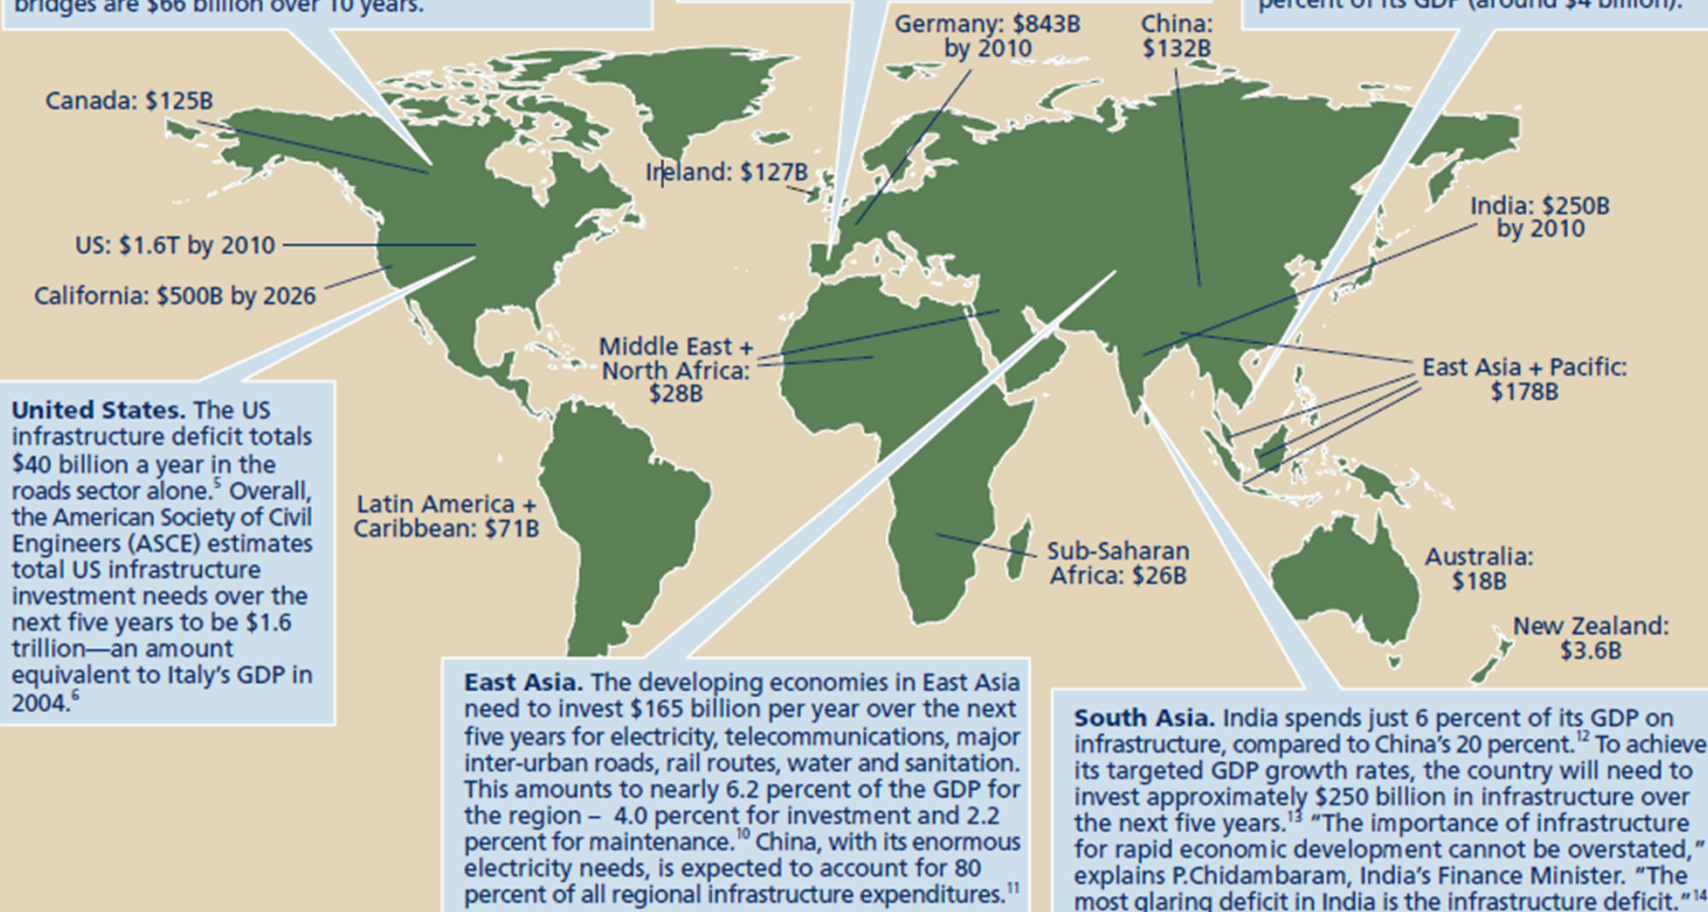 bridges are $66 billion over 10 years.
percent of its GDP (around $4 billion).
Germany: $843B
by 2010
China:
$132B
Canada: $125B
Ireland: $127B
India: $250B
by 2010
US: $1.6T by 2010
California: $500B by 2026
Middle East +
North Africa:
$28B
East Asia + Pacific:
$178B
United States. The US
infrastructure deficit totals
$40 billion a year in the
roads sector alone.5 Overall,
the American Society of Civil
Engineers (ASCE) estimates
total US infrastructure
investment needs over the
next five years to be $1.6
trillion—an amount
equivalent to Italy's GDP in
2004.6
Latin America +
Caribbean: $71B
Sub-Saharan
Africa: $26B
Australia:
$18B
New Zealand:
$3.6B
East Asia. The developing economies in East Asia
need to invest $165 billion per year over the next
five years for electricity, telecommunications, major
inter-urban roads, rail routes, water and sanitation.
This amounts to nearly 6.2 percent of the GDP for
the region – 4.0 percent for investment and 2.2
percent for maintenance.10 China, with its enormous
electricity needs, is expected to account for 80
percent of all regional infrastructure expenditures.11
South Asia. India spends just 6 percent of its GDP on
infrastructure, compared to China's 20 percent.12 To achieve
its targeted GDP growth rates, the country will need to
invest approximately $250 billion in infrastructure over
the next five years.13 "The importance of infrastructure
for rapid economic development cannot be overstated,"
explains P.Chidambaram, India's Finance Minister. "The
most glaring deficit in India is the infrastructure deficit."14